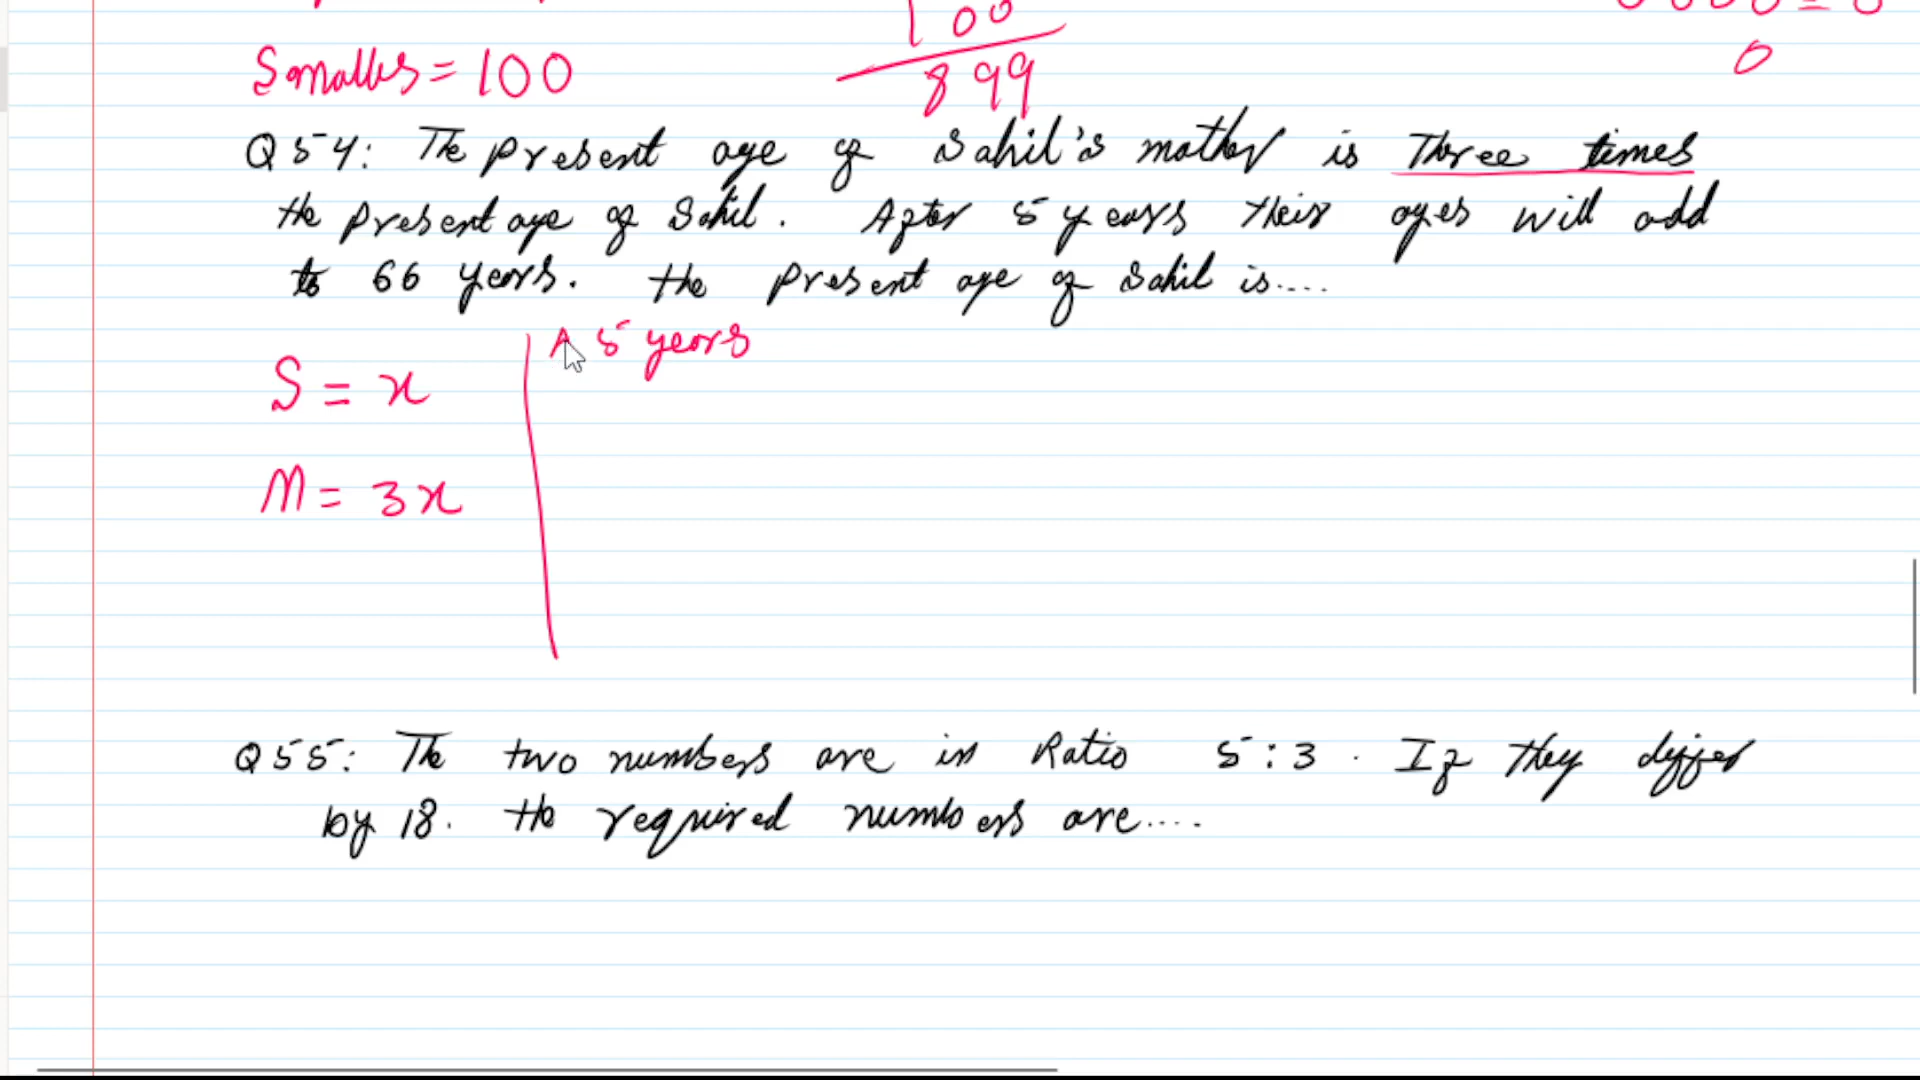 100
Smalles = 100
899
0
Q54: The present age of Sahil's mother is Three times
the present age of Sahil. After 5 years their ages will add
to 66 years. the present age of Sahil is....
A 5 years
S = x
M = 3x
Q55: The two numbers are in Ratio 5:3. If they differ
by 18. the required numbers are....